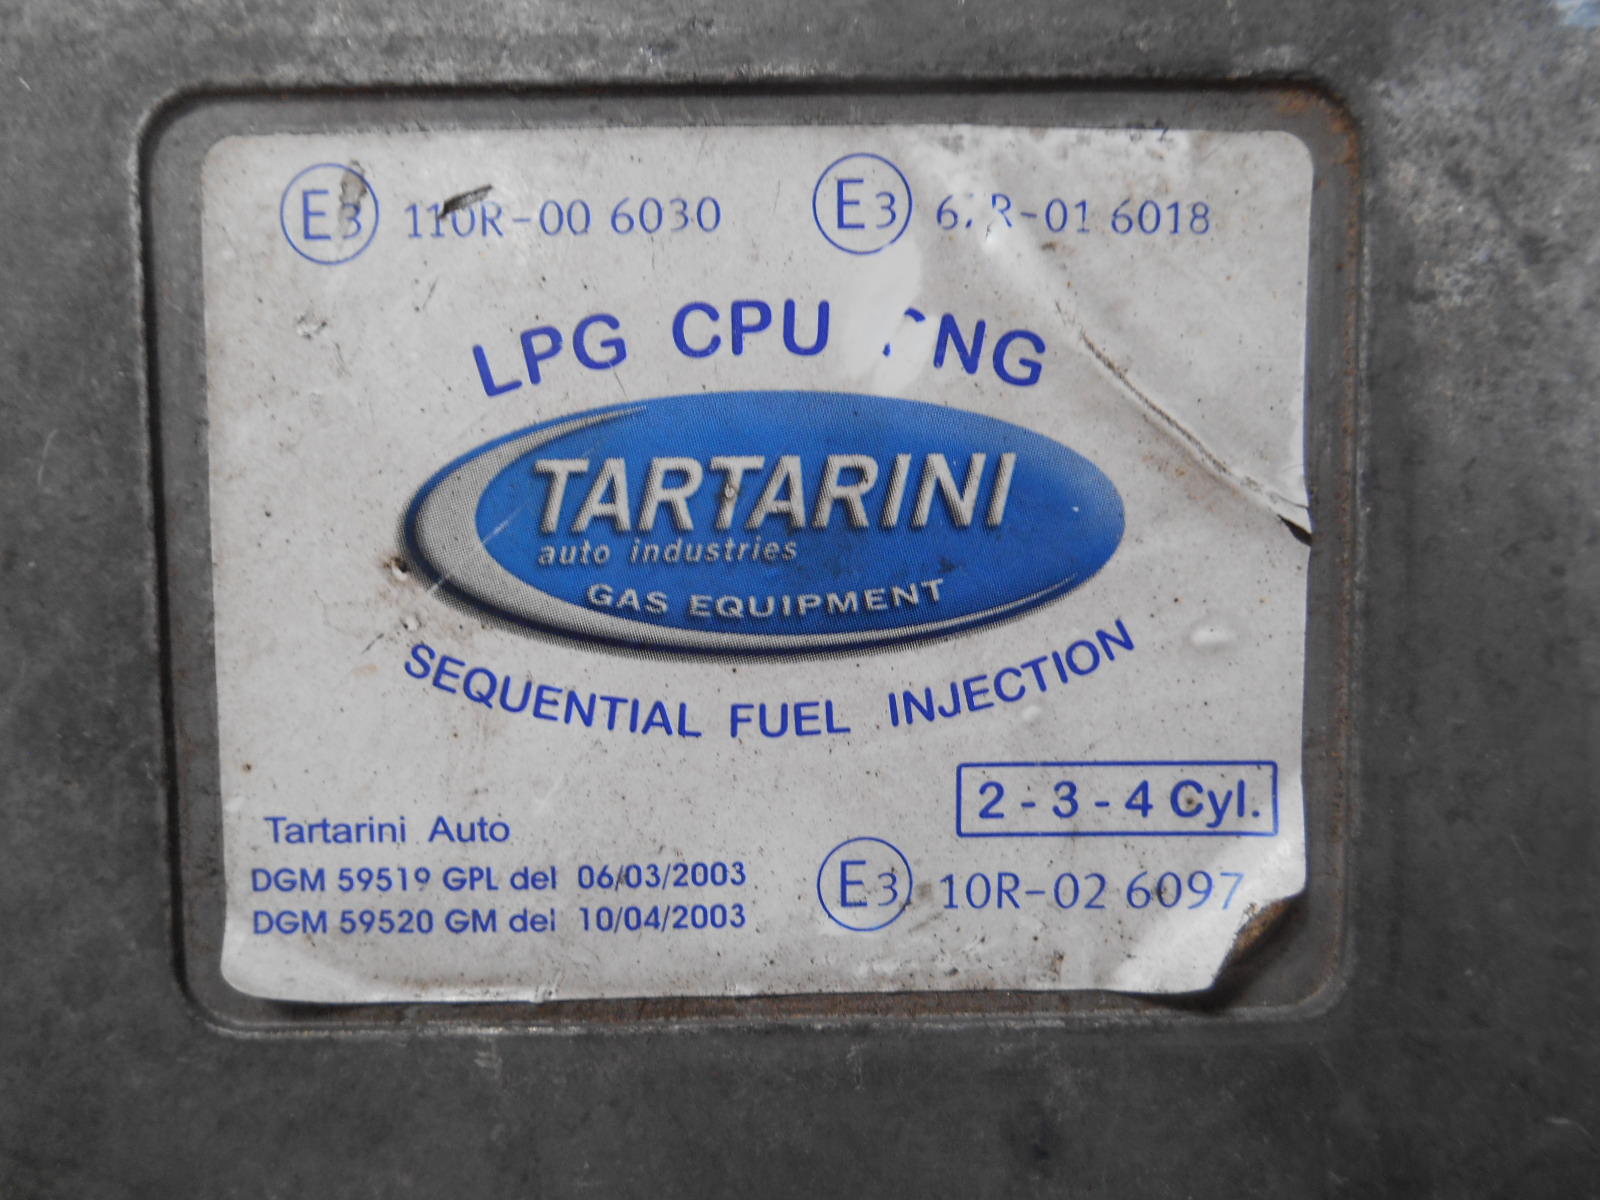 E3 110R-00 6030
E3 R-01 6018
LPG CPU NG
TARTARINI
auto industries
GAS EQUIPMENT
SEQUENTIAL FUEL INJECTION
2 - 3 - 4 Cyl.
Tartarini Auto
DGM 59519 GPL del 06/03/2003
DGM 59520 GM del 10/04/2003
E3 10R-02 6097